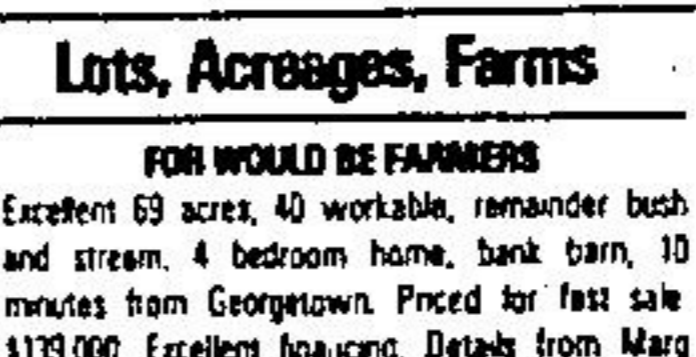 Lots, Acreages, Farms
FOR WOULD BE FARMERS
Excellent 69 acres, 40 workable, remainder bush
and stream. 4 bedroom home, bank barn, 10
minutes from Georgetown. Priced for fast sale
$139,000. Excellent financing. Details from Marg